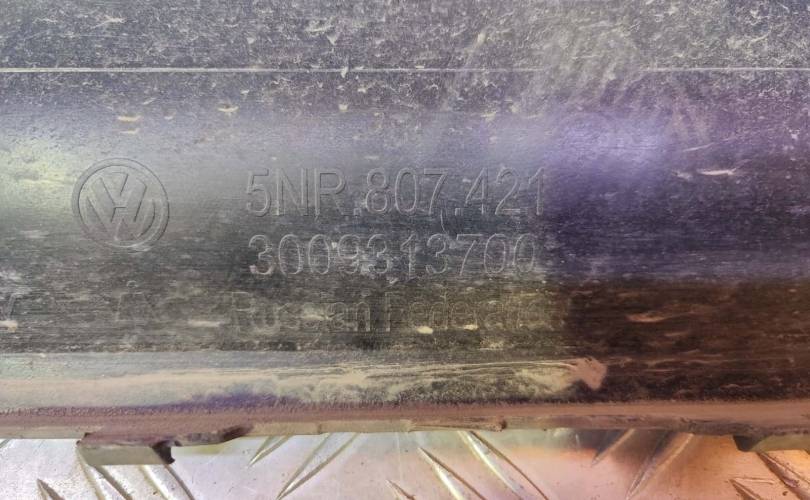 5NR.807.421
3009313700
Russian Federation